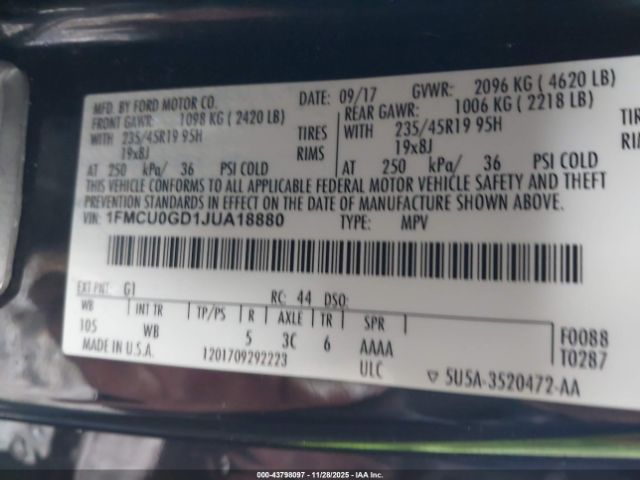 MFD. BY FORD MOTOR CO. DATE: 09/17 GVWR: 2096 KG ( 4620 LB)
FRONT GAWR: 1098 KG ( 2420 LB) REAR GAWR: 1006 KG ( 2218 LB)
WITH 235/45R19 95H TIRES WITH 235/45R19 95H TIRES
19x8J RIMS 19x8J RIMS
AT 250 kPa/ 36 PSI COLD AT 250 kPa/ 36 PSI COLD
THIS VEHICLE CONFORMS TO ALL APPLICABLE FEDERAL MOTOR VEHICLE SAFETY AND THEFT
PREVENTION STANDARDS IN EFFECT ON THE DATE OF MANUFACTURE SHOWN ABOVE.
VIN: 1FMCU0GD1JUA18880 TYPE: MPV
EXT PNT: G1 RC: 44 DSO:
WB INT TR TP/PS R AXLE TR SPR
105 WB 5 3C 6 AAAA F0088
MADE IN U.S.A. 1201709292223 ULC T0287
▽ 5U5A-3520472-AA
000-43798097 - 11/28/2025 - IAA Inc.